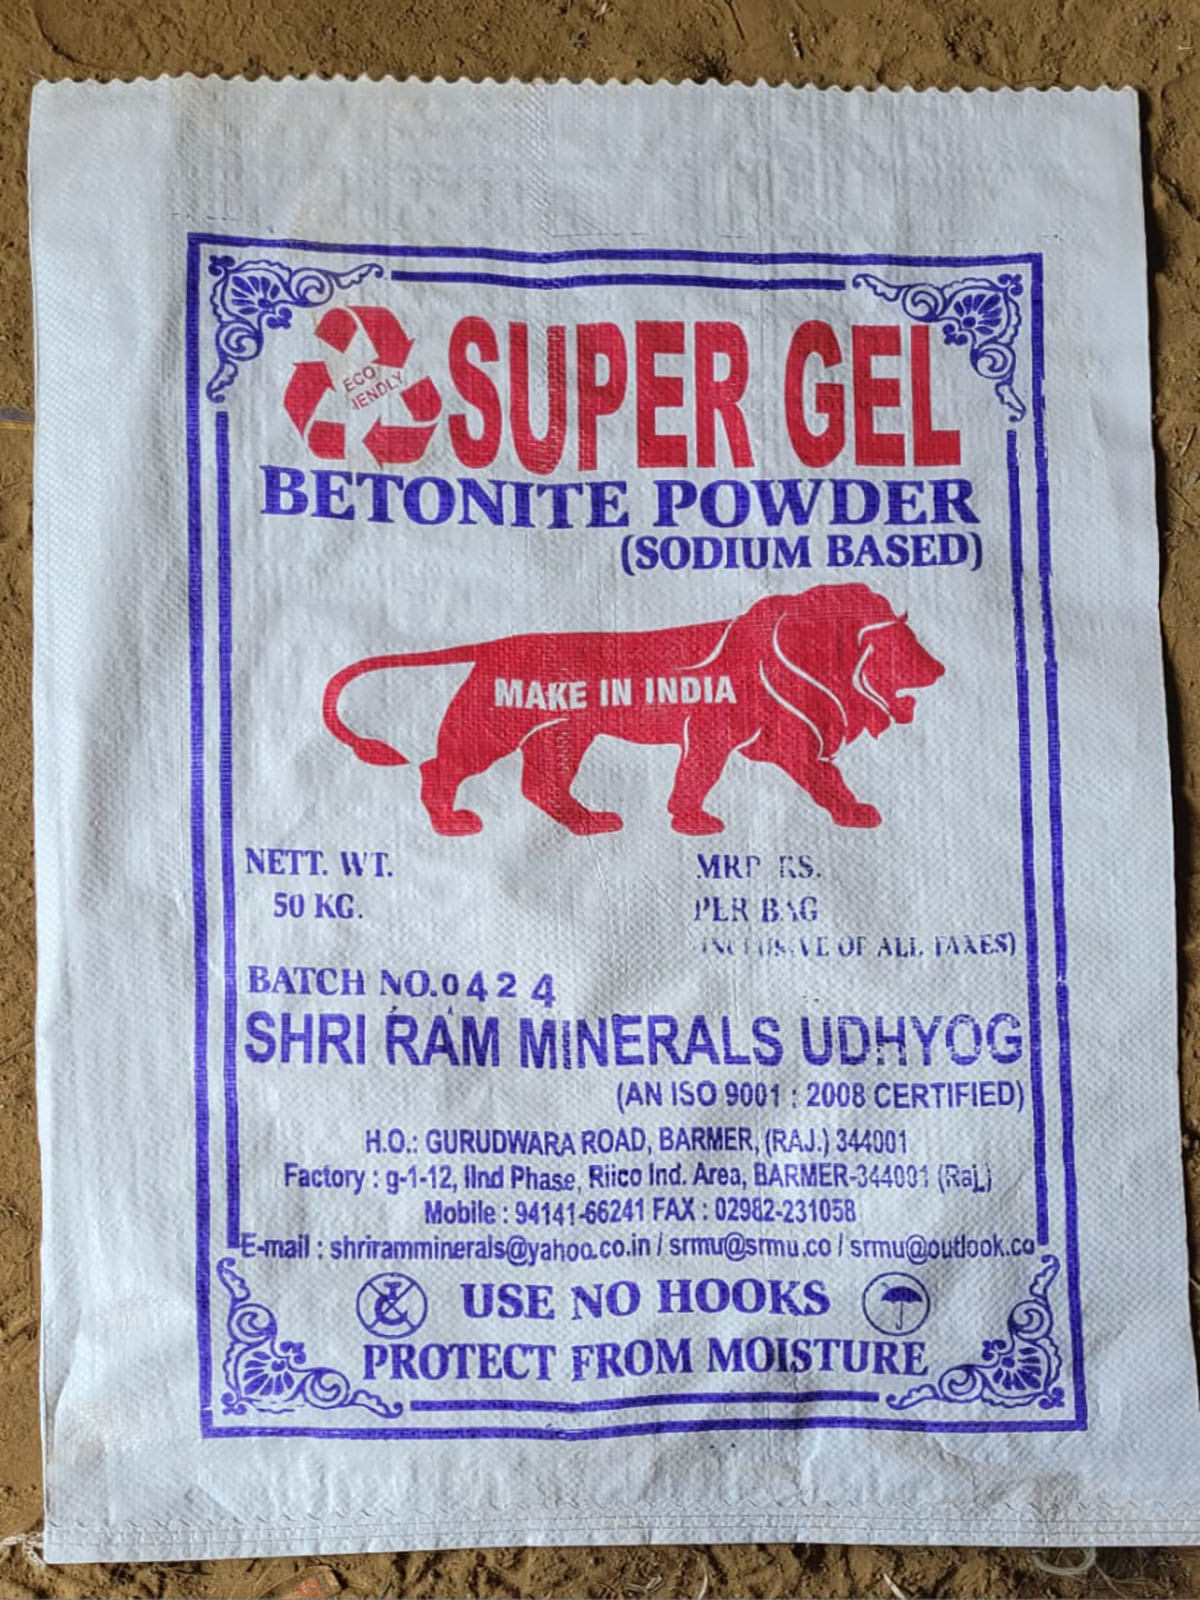 ECO
SUPER GEL
BETONITE POWDER
(SODIUM BASED)
MAKE IN INDIA
NETT. WT.
50 KG.
MRP RS.
PER BAG
(INCLUSIVE OF ALL TAXES)
BATCH NO.0424
SHRI RAM MINERALS UDHYOG
(AN ISO 9001 : 2008 CERTIFIED)
H.O.: GURUDWARA ROAD, BARMER, (RAJ.) 344001
Factory : g-1-12, IInd Phase, Riico Ind. Area, BARMER-344001 (Raj.)
Mobile : 94141-66241 FAX : 02982-231058
E-mail : shriramminerals@yahoo.co.in / srmu@srmu.co / srmu@outlook.co
USE NO HOOKS
PROTECT FROM MOISTURE